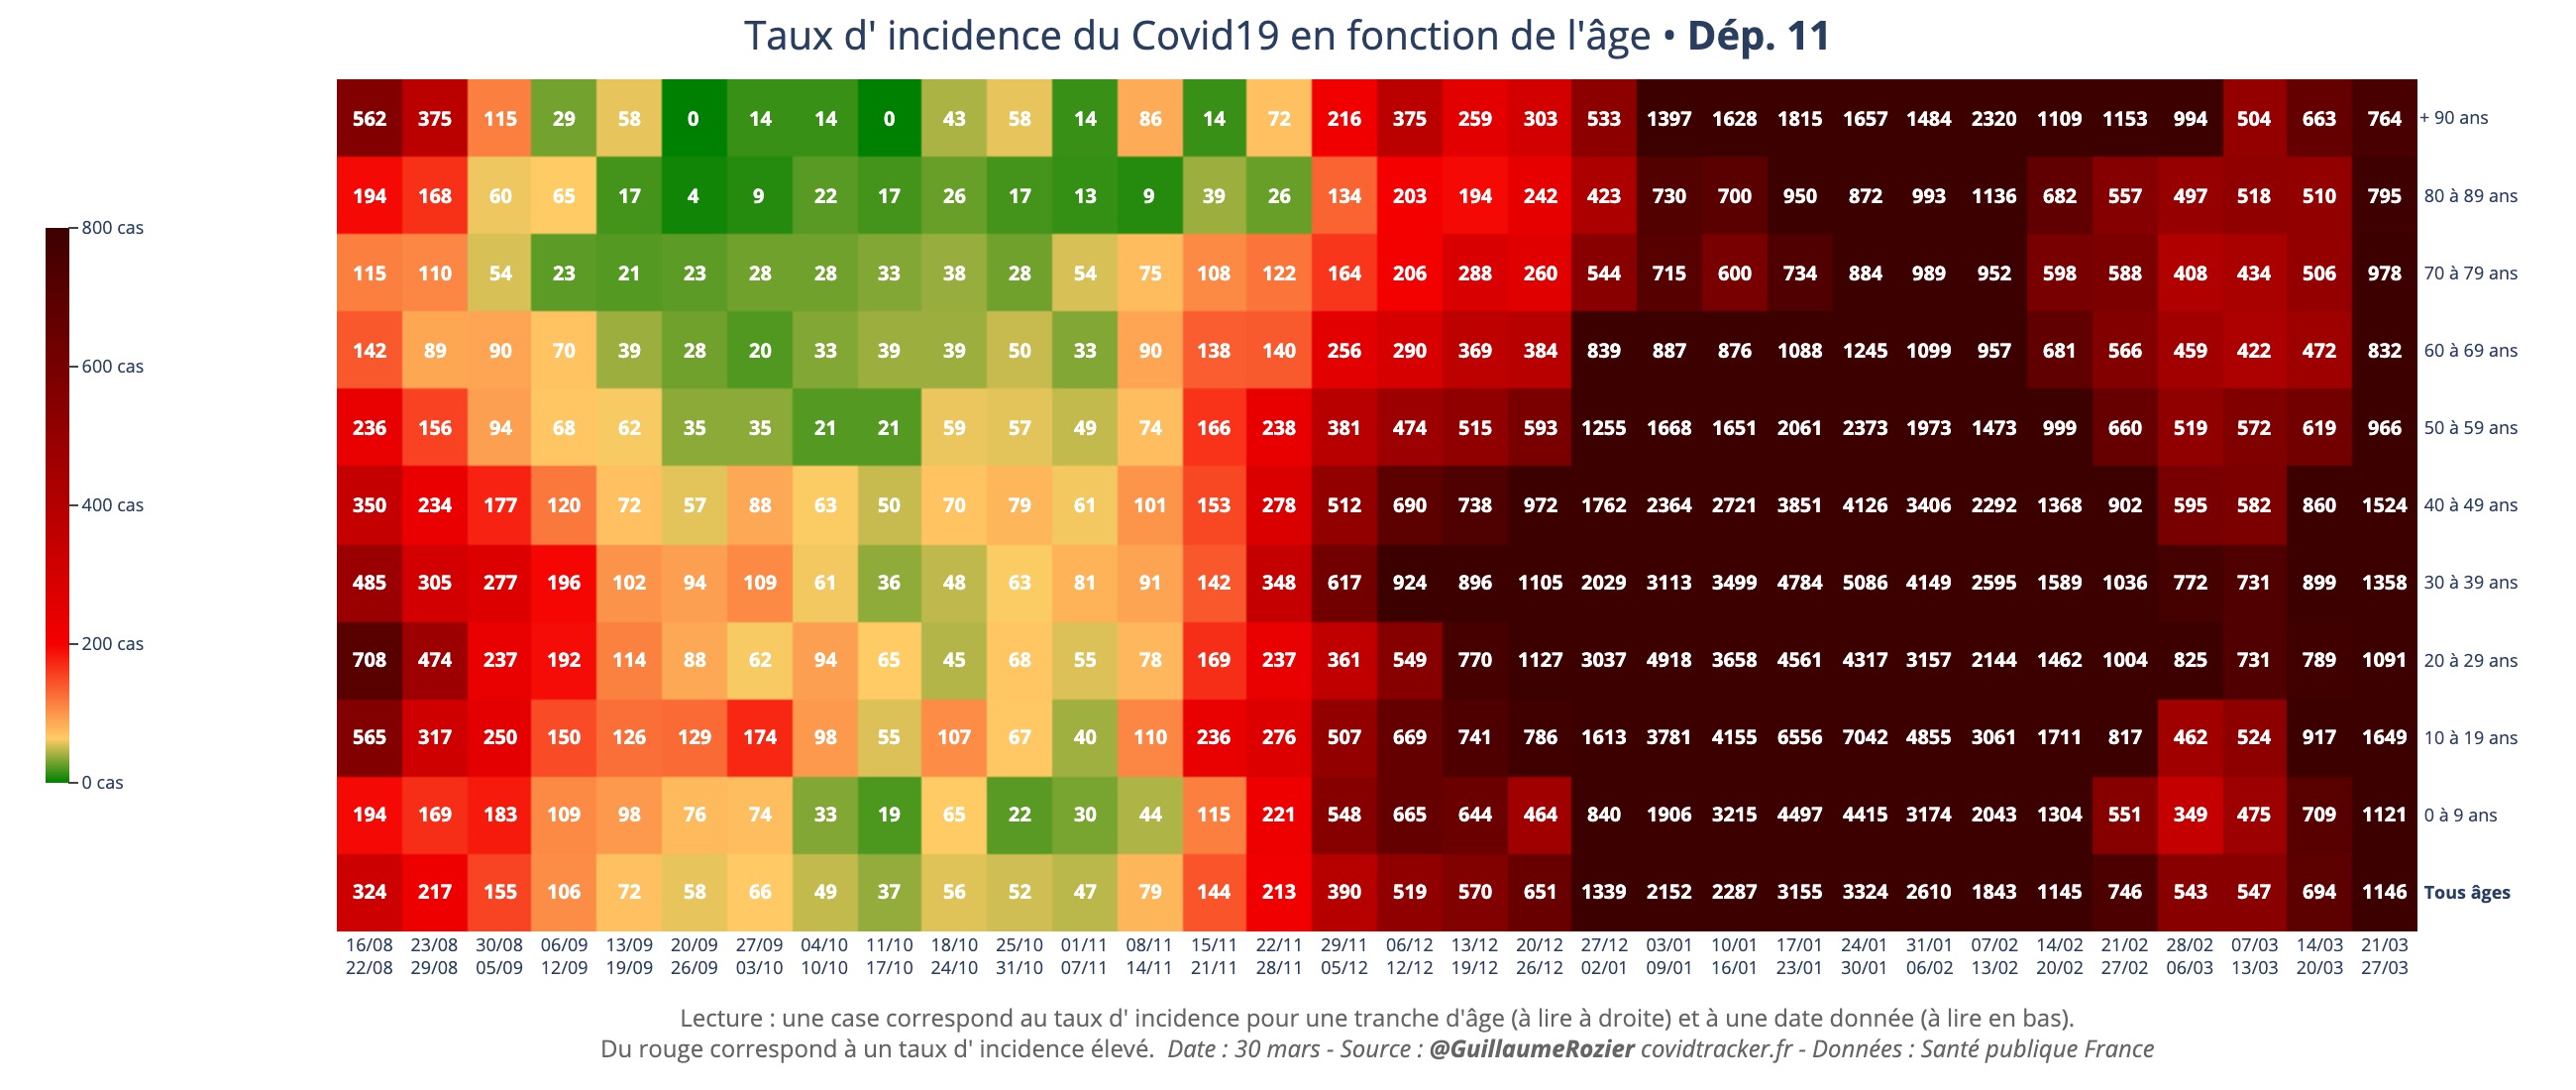 Taux d' incidence du Covid19 en fonction de l'âge • Dép. 11
562 375 115 29 58 0 14 14 0 43 58 14 86 14 72 216 375 259 303 533 1397 1628 1815 1657 1484 2320 1109 1153 994 504 663 764 + 90 ans
194 168 60 65 17 4 9 22 17 26 17 13 9 39 26 134 203 194 242 423 730 700 950 872 993 1136 682 557 497 518 510 795 80 à 89 ans
800 cas
115 110 54 23 21 23 28 28 33 38 28 54 75 108 122 164 206 288 260 544 715 600 734 884 989 952 598 588 408 434 506 978 70 à 79 ans
142 89 90 70 39 28 20 33 39 39 50 33 90 138 140 256 290 369 384 839 887 876 1088 1245 1099 957 681 566 459 422 472 832 60 à 69 ans
600 cas
236 156 94 68 62 35 35 21 21 59 57 49 74 166 238 381 474 515 593 1255 1668 1651 2061 2373 1973 1473 999 660 519 572 619 966 50 à 59 ans
400 cas
350 234 177 120 72 57 88 63 50 70 79 61 101 153 278 512 690 738 972 1762 2364 2721 3851 4126 3406 2292 1368 902 595 582 860 1524 40 à 49 ans
485 305 277 196 102 94 109 61 36 48 63 81 91 142 348 617 924 896 1105 2029 3113 3499 4784 5086 4149 2595 1589 1036 772 731 899 1358 30 à 39 ans
200 cas
708 474 237 192 114 88 62 94 65 45 68 55 78 169 237 361 549 770 1127 3037 4918 3658 4561 4317 3157 2144 1462 1004 825 731 789 1091 20 à 29 ans
565 317 250 150 126 129 174 98 55 107 67 40 110 236 276 507 669 741 786 1613 3781 4155 6556 7042 4855 3061 1711 817 462 524 917 1649 10 à 19 ans
0 cas
194 169 183 109 98 76 74 33 19 65 22 30 44 115 221 548 665 644 464 840 1906 3215 4497 4415 3174 2043 1304 551 349 475 709 1121 0 à 9 ans
324 217 155 106 72 58 66 49 37 56 52 47 79 144 213 390 519 570 651 1339 2152 2287 3155 3324 2610 1843 1145 746 543 547 694 1146 Tous âges
16/08 23/08 30/08 06/09 13/09 20/09 27/09 04/10 11/10 18/10 25/10 01/11 08/11 15/11 22/11 29/11 06/12 13/12 20/12 27/12 03/01 10/01 17/01 24/01 31/01 07/02 14/02 21/02 28/02 07/03 14/03 21/03
22/08 29/08 05/09 12/09 19/09 26/09 03/10 10/10 17/10 24/10 31/10 07/11 14/11 21/11 28/11 05/12 12/12 19/12 26/12 02/01 09/01 16/01 23/01 30/01 06/02 13/02 20/02 27/02 06/03 13/03 20/03 27/03
Lecture : une case correspond au taux d' incidence pour une tranche d'âge (à lire à droite) et à une date donnée (à lire en bas).
Du rouge correspond à un taux d' incidence élevé. Date : 30 mars - Source : @GuillaumeRozier covidtracker.fr - Données : Santé publique France